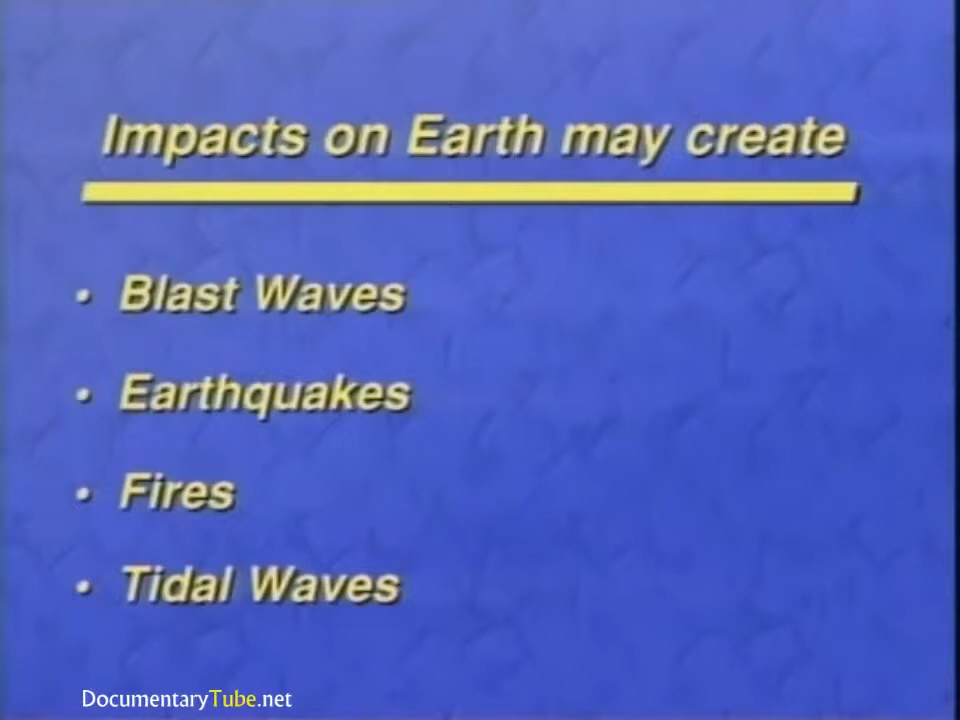 Impacts on Earth may create
• Blast Waves
• Earthquakes
• Fires
• Tidal Waves
DocumentaryTube.net